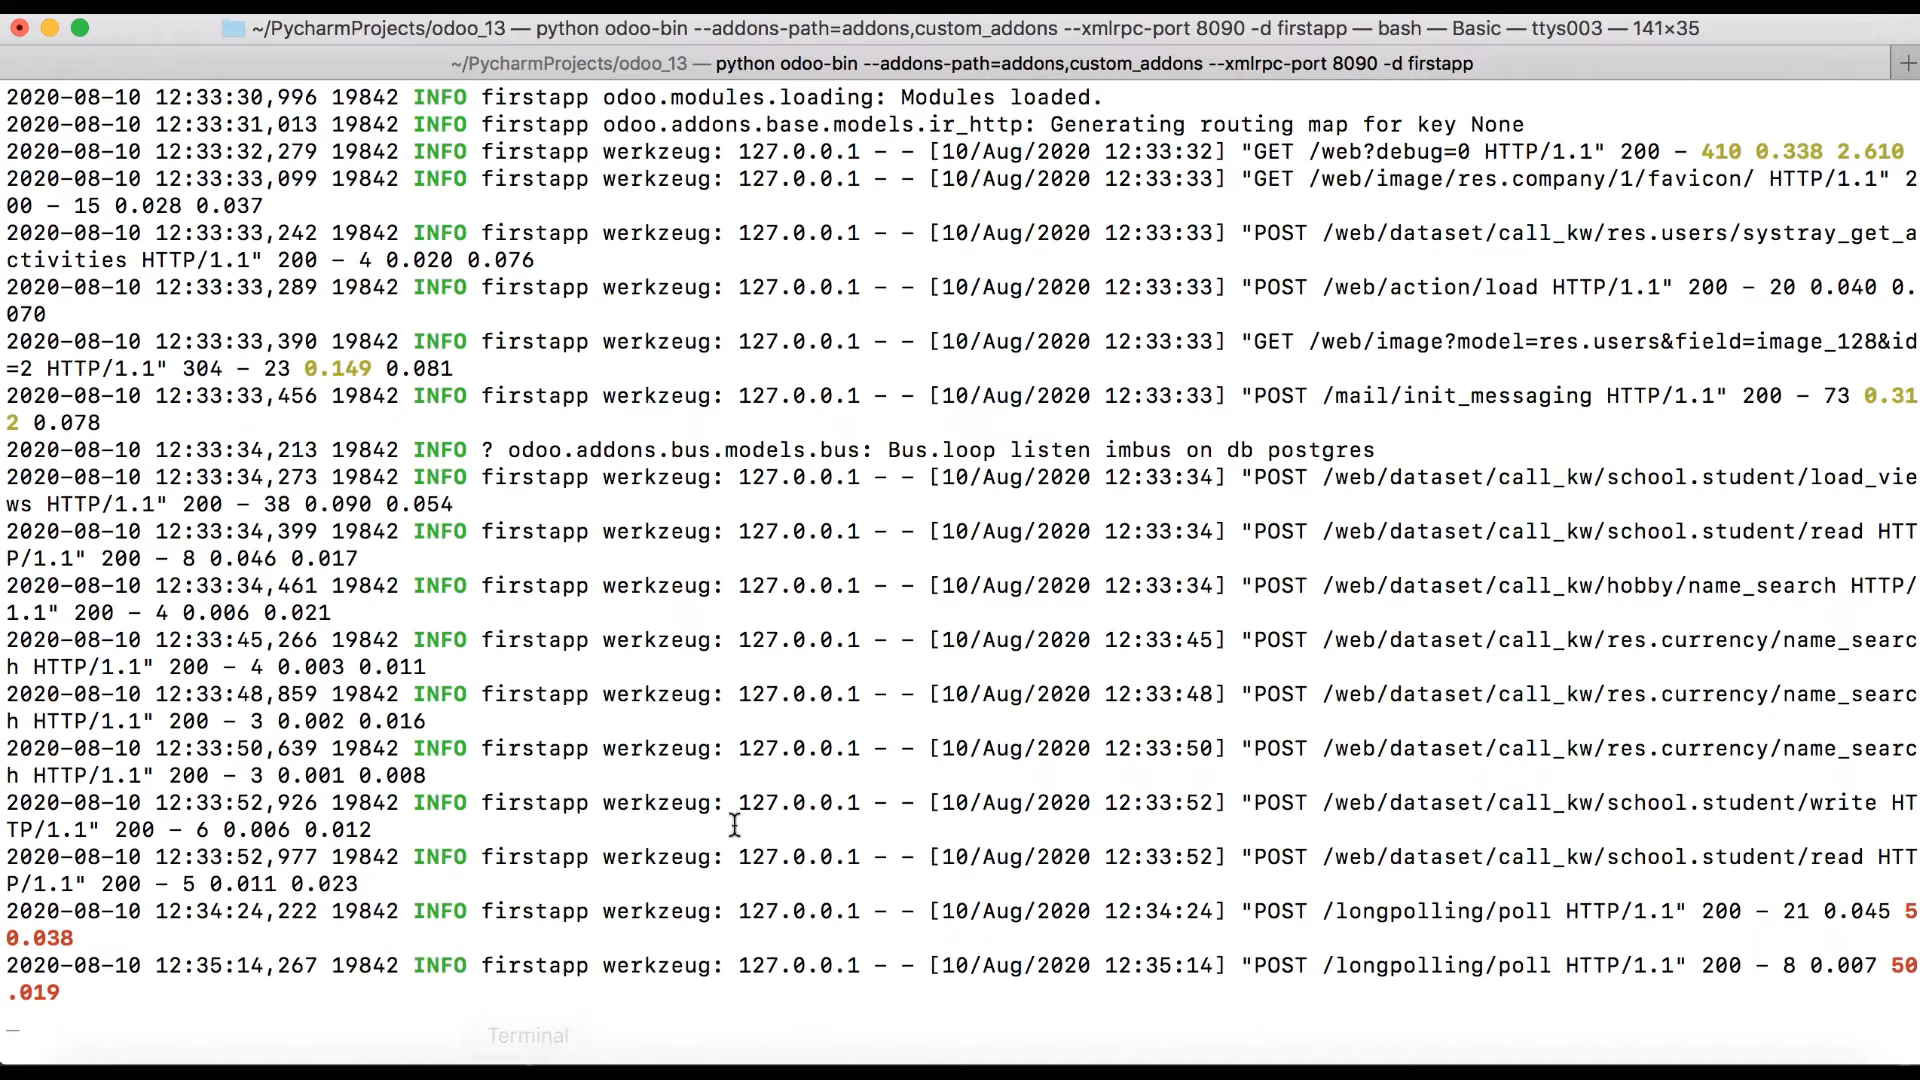 ~/PycharmProjects/odoo_13 — python odoo-bin --addons-path=addons,custom_addons --xmlrpc-port 8090 -d firstapp — bash — Basic — ttys003 — 141×35
~/PycharmProjects/odoo_13 — python odoo-bin --addons-path=addons,custom_addons --xmlrpc-port 8090 -d firstapp
2020-08-10 12:33:30,996 19842 INFO firstapp odoo.modules.loading: Modules loaded.
2020-08-10 12:33:31,013 19842 INFO firstapp odoo.addons.base.models.ir_http: Generating routing map for key None
2020-08-10 12:33:32,279 19842 INFO firstapp werkzeug: 127.0.0.1 - - [10/Aug/2020 12:33:32] "GET /web?debug=0 HTTP/1.1" 200 - 410 0.338 2.610
2020-08-10 12:33:33,099 19842 INFO firstapp werkzeug: 127.0.0.1 - - [10/Aug/2020 12:33:33] "GET /web/image/res.company/1/favicon/ HTTP/1.1" 2
00 - 15 0.028 0.037
2020-08-10 12:33:33,242 19842 INFO firstapp werkzeug: 127.0.0.1 - - [10/Aug/2020 12:33:33] "POST /web/dataset/call_kw/res.users/systray_get_a
ctivities HTTP/1.1" 200 - 4 0.020 0.076
2020-08-10 12:33:33,289 19842 INFO firstapp werkzeug: 127.0.0.1 - - [10/Aug/2020 12:33:33] "POST /web/action/load HTTP/1.1" 200 - 20 0.040 0.
070
2020-08-10 12:33:33,390 19842 INFO firstapp werkzeug: 127.0.0.1 - - [10/Aug/2020 12:33:33] "GET /web/image?model=res.users&field=image_128&id
=2 HTTP/1.1" 304 - 23 0.149 0.081
2020-08-10 12:33:33,456 19842 INFO firstapp werkzeug: 127.0.0.1 - - [10/Aug/2020 12:33:33] "POST /mail/init_messaging HTTP/1.1" 200 - 73 0.31
2 0.078
2020-08-10 12:33:34,213 19842 INFO ? odoo.addons.bus.models.bus: Bus.loop listen imbus on db postgres
2020-08-10 12:33:34,273 19842 INFO firstapp werkzeug: 127.0.0.1 - - [10/Aug/2020 12:33:34] "POST /web/dataset/call_kw/school.student/load_vie
ws HTTP/1.1" 200 - 38 0.090 0.054
2020-08-10 12:33:34,399 19842 INFO firstapp werkzeug: 127.0.0.1 - - [10/Aug/2020 12:33:34] "POST /web/dataset/call_kw/school.student/read HTT
P/1.1" 200 - 8 0.046 0.017
2020-08-10 12:33:34,461 19842 INFO firstapp werkzeug: 127.0.0.1 - - [10/Aug/2020 12:33:34] "POST /web/dataset/call_kw/hobby/name_search HTTP/
1.1" 200 - 4 0.006 0.021
2020-08-10 12:33:45,266 19842 INFO firstapp werkzeug: 127.0.0.1 - - [10/Aug/2020 12:33:45] "POST /web/dataset/call_kw/res.currency/name_searc
h HTTP/1.1" 200 - 4 0.003 0.011
2020-08-10 12:33:48,859 19842 INFO firstapp werkzeug: 127.0.0.1 - - [10/Aug/2020 12:33:48] "POST /web/dataset/call_kw/res.currency/name_searc
h HTTP/1.1" 200 - 3 0.002 0.016
2020-08-10 12:33:50,639 19842 INFO firstapp werkzeug: 127.0.0.1 - - [10/Aug/2020 12:33:50] "POST /web/dataset/call_kw/res.currency/name_searc
h HTTP/1.1" 200 - 3 0.001 0.008
2020-08-10 12:33:52,926 19842 INFO firstapp werkzeug: 127.0.0.1 - - [10/Aug/2020 12:33:52] "POST /web/dataset/call_kw/school.student/write HT
TP/1.1" 200 - 6 0.006 0.012
2020-08-10 12:33:52,977 19842 INFO firstapp werkzeug: 127.0.0.1 - - [10/Aug/2020 12:33:52] "POST /web/dataset/call_kw/school.student/read HTT
P/1.1" 200 - 5 0.011 0.023
2020-08-10 12:34:24,222 19842 INFO firstapp werkzeug: 127.0.0.1 - - [10/Aug/2020 12:34:24] "POST /longpolling/poll HTTP/1.1" 200 - 21 0.045 5
0.038
2020-08-10 12:35:14,267 19842 INFO firstapp werkzeug: 127.0.0.1 - - [10/Aug/2020 12:35:14] "POST /longpolling/poll HTTP/1.1" 200 - 8 0.007 50
.019
Terminal